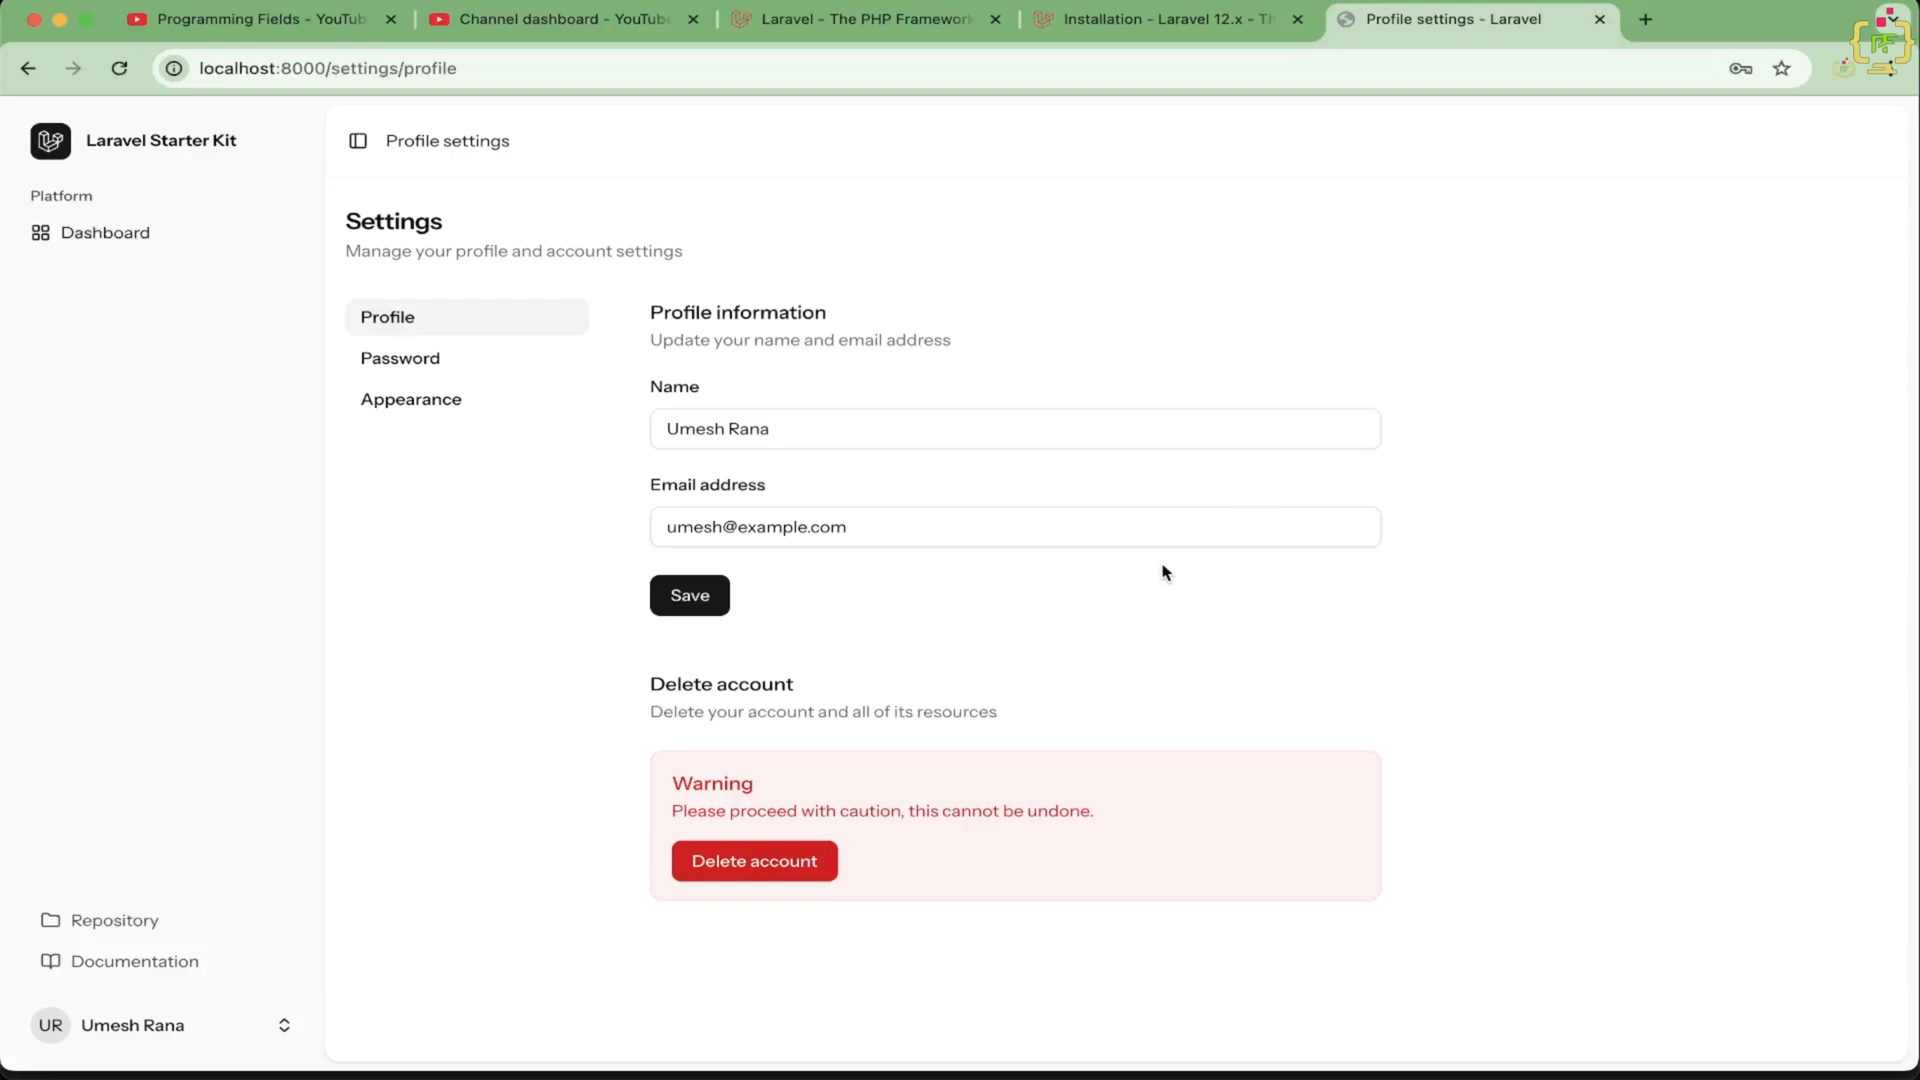 Programming Fields - YouTub
Channel dashboard - YouTube
Laravel - The PHP Framework
Installation - Laravel 12.x - Th
Profile settings - Laravel
localhost:8000/settings/profile
Laravel Starter Kit
Profile settings
Platform
Dashboard
Settings
Manage your profile and account settings
Profile
Password
Appearance
Profile information
Update your name and email address
Name
Umesh Rana
Email address
umesh@example.com
Save
Delete account
Delete your account and all of its resources
Warning
Please proceed with caution, this cannot be undone.
Delete account
Repository
Documentation
UR Umesh Rana